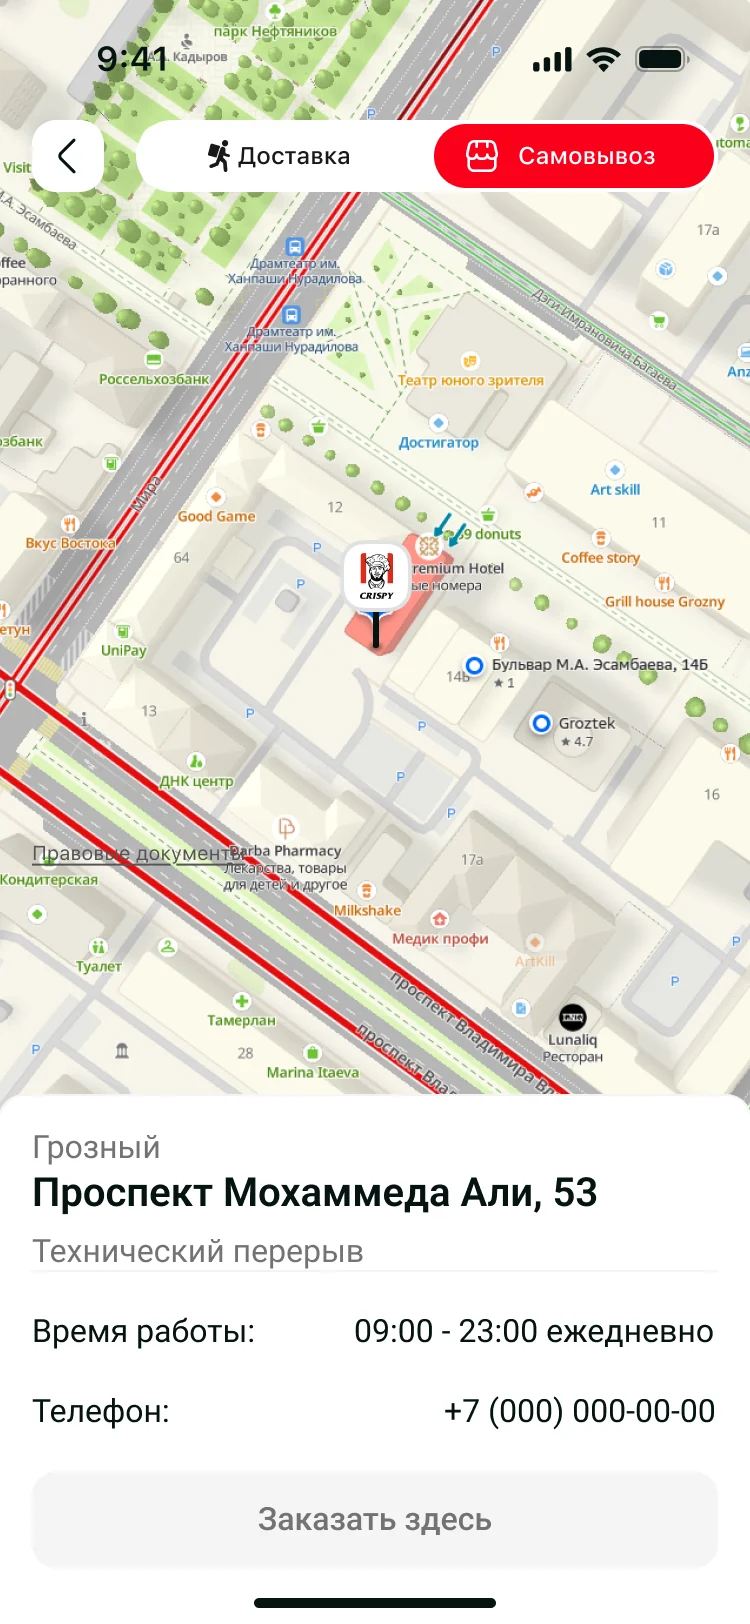 парк Нефтяников
9:41
А.А. Кадыров
P
P
Visit
Доставка
Самовывоз
М.А. Эсамбаева
17а
Драмтеатр им.
Ханпаши Нурадилова
Дэги Имрановича Багаева
Драмтеатр им.
Ханпаши Нурадилова
Россельхозбанк
Театр юного зрителя
Достигатор
Art skill
Мира
Good Game
12
11
Вкус Востока
donuts
Coffee story
64
P
Hotel
номера
P
CRISPY
Grill house Grozny
UniPay
Бульвар М.А. Эсамбаева, 14Б
14Б
★ 1
13
P
P
Groztek
★ 4.7
ДНК центр
P
16
P
Правовые документы
Darba Pharmacy
Лекарства, товары
для детей и другое
17а
Кондитерская
Milkshake
Медик профи
P
Туалет
ArtKill
P
проспект Владимира
Тамерлан
LNIQ
Lunaliq
Ресторан
P
28
Marina Itaeva
проспект
Грозный
Проспект Мохаммеда Али, 53
Технический перерыв
Время работы: 09:00 - 23:00 ежедневно
Телефон: +7 (000) 000-00-00
Заказать здесь